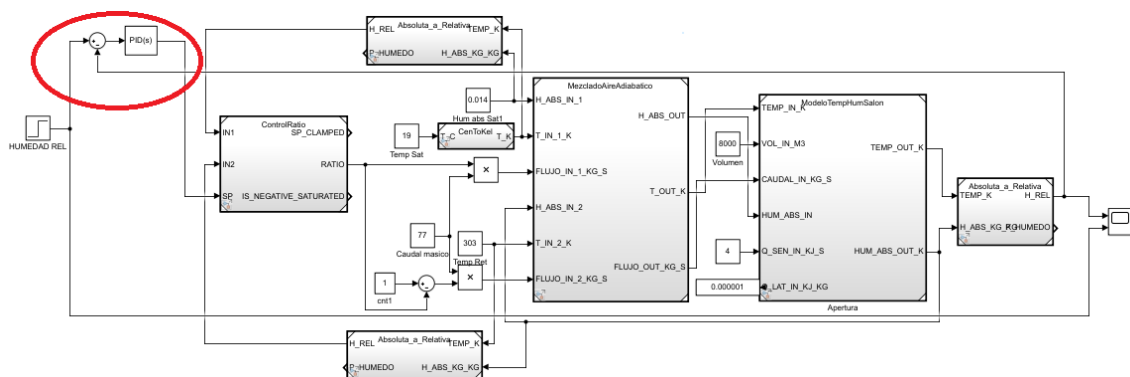 PID(s)
HUMEDAD REL
Absoluta_a_Relativa
H_REL
TEMP_K
P_HUMEDO
H_ABS_KG_KG
ControlRatio
IN1
SP_CLAMPED
IN2
RATIO
SP
IS_NEGATIVE_SATURATED
0.014
Hum abs Sat1
19
Temp Sat
CenToKel
T_C
T_K
×
77
Caudal masico
303
Temp Ret
1
cnt1
×
MezcladoAireAdiabatico
H_ABS_IN_1
H_ABS_OUT
T_IN_1_K
FLUJO_IN_1_KG_S
T_OUT_K
H_ABS_IN_2
T_IN_2_K
FLUJO_OUT_KG_S
FLUJO_IN_2_KG_S
ModeloTempHumSalon
TEMP_IN_K
8000
Volumen
VOL_IN_M3
TEMP_OUT_K
CAUDAL_IN_KG_S
HUM_ABS_IN
4
Q_SEN_IN_KJ_S
HUM_ABS_OUT_K
0.000001
_LAT_IN_KJ_KG
Apertura
Absoluta_a_Relativa
TEMP_K
H_REL
H_ABS_KG_KG
P_HUMEDO
Absoluta_a_Relativa
H_REL
TEMP_K
P_HUMEDO
H_ABS_KG_KG